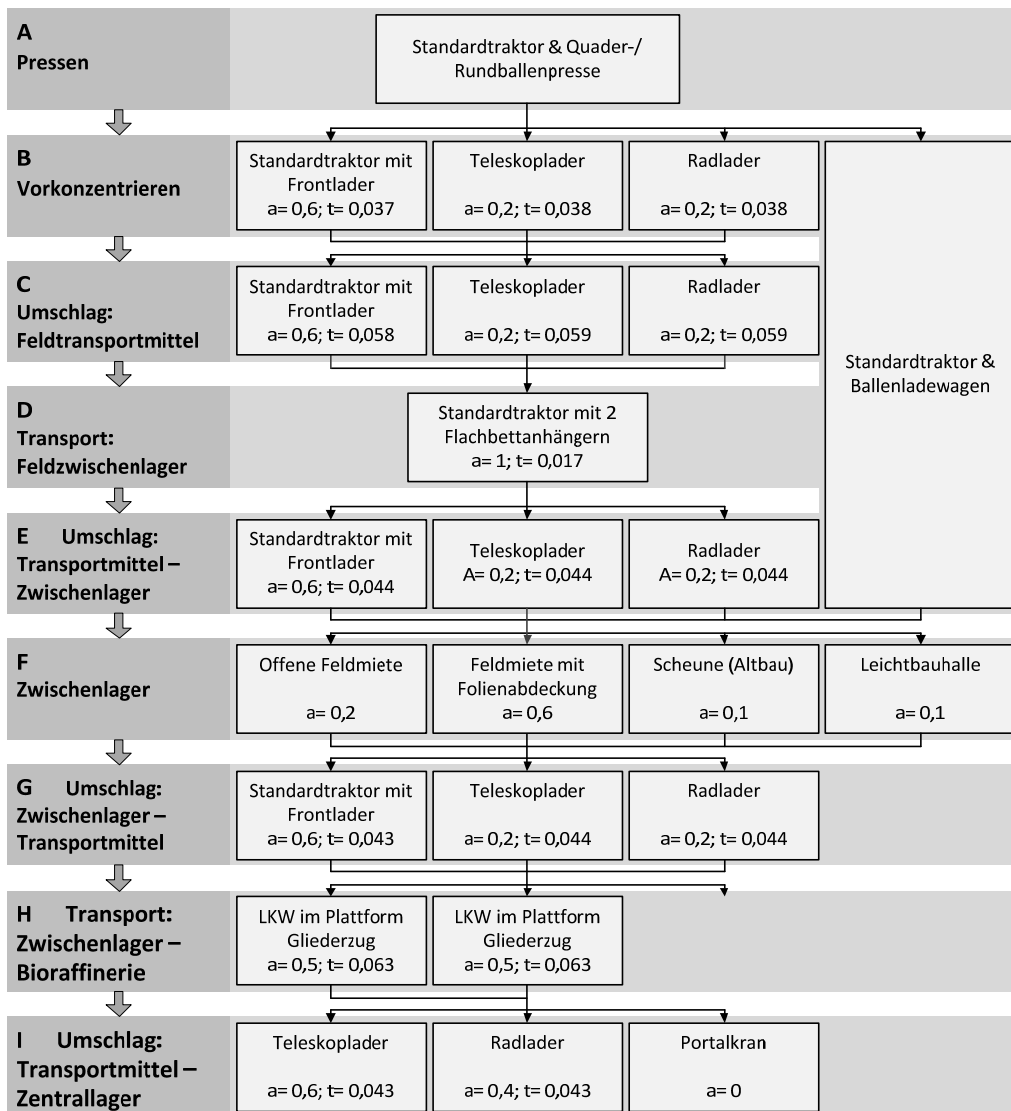 A
Pressen
Standardtraktor & Quader-/
Rundballenpresse
B
Vorkonzentrieren
Standardtraktor mit
Frontlader
a= 0,6; t= 0,037
Teleskoplader
a= 0,2; t= 0,038
Radlader
a= 0,2; t= 0,038
Standardtraktor &
Ballenladewagen
C
Umschlag:
Feldtransportmittel
Standardtraktor mit
Frontlader
a= 0,6; t= 0,058
Teleskoplader
a= 0,2; t= 0,059
Radlader
a= 0,2; t= 0,059
D
Transport:
Feldzwischenlager
Standardtraktor mit 2
Flachbettanhängern
a= 1; t= 0,017
E Umschlag:
Transportmittel –
Zwischenlager
Standardtraktor mit
Frontlader
a= 0,6; t= 0,044
Teleskoplader
A= 0,2; t= 0,044
Radlader
A= 0,2; t= 0,044
F
Zwischenlager
Offene Feldmiete
a= 0,2
Feldmiete mit
Folienabdeckung
a= 0,6
Scheune (Altbau)
a= 0,1
Leichtbauhalle
a= 0,1
G Umschlag:
Zwischenlager –
Transportmittel
Standardtraktor mit
Frontlader
a= 0,6; t= 0,043
Teleskoplader
a= 0,2; t= 0,044
Radlader
a= 0,2; t= 0,044
H Transport:
Zwischenlager –
Bioraffinerie
LKW im Plattform
Gliederzug
a= 0,5; t= 0,063
LKW im Plattform
Gliederzug
a= 0,5; t= 0,063
I Umschlag:
Transportmittel –
Zentrallager
Teleskoplader
a= 0,6; t= 0,043
Radlader
a= 0,4; t= 0,043
Portalkran
a= 0